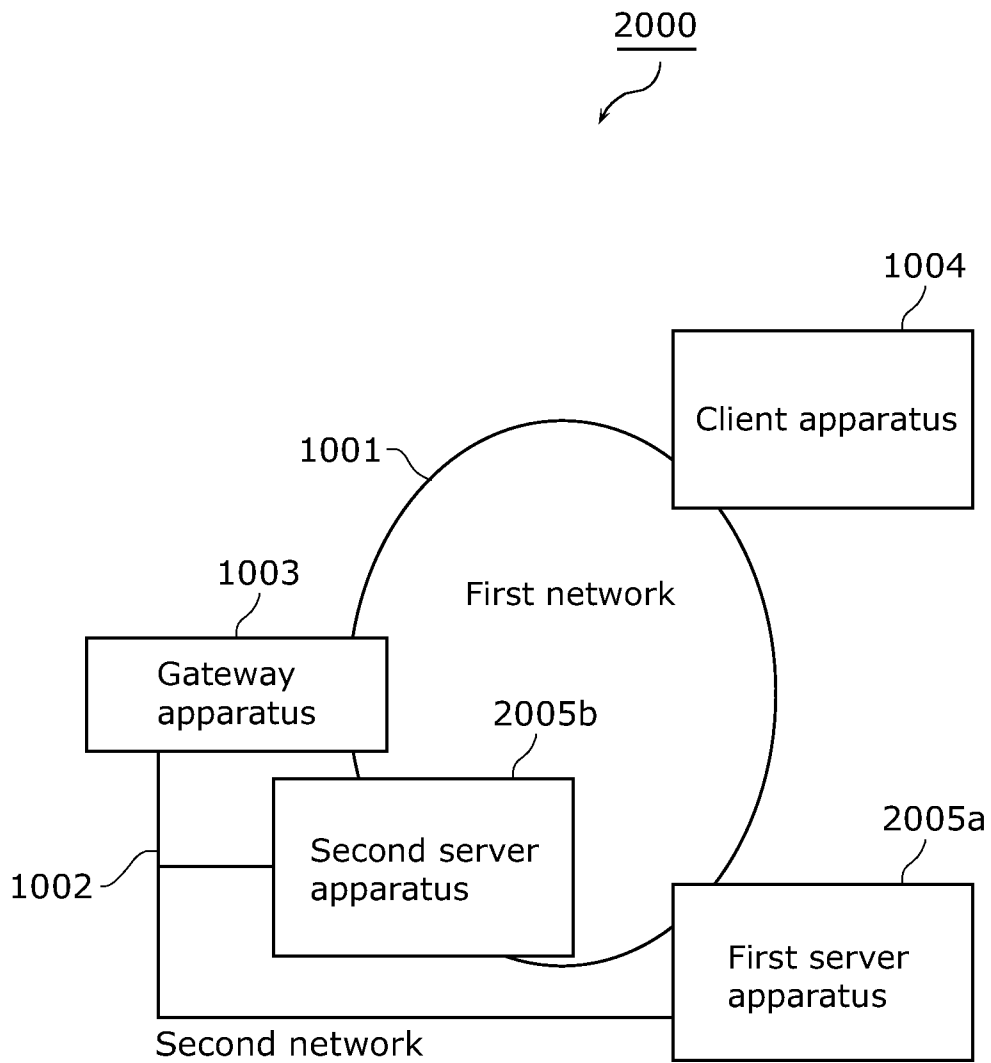 2000
1004
Client apparatus
1001
First network
1003
Gateway
apparatus
2005b
Second server
apparatus
2005a
1002
First server
apparatus
Second network